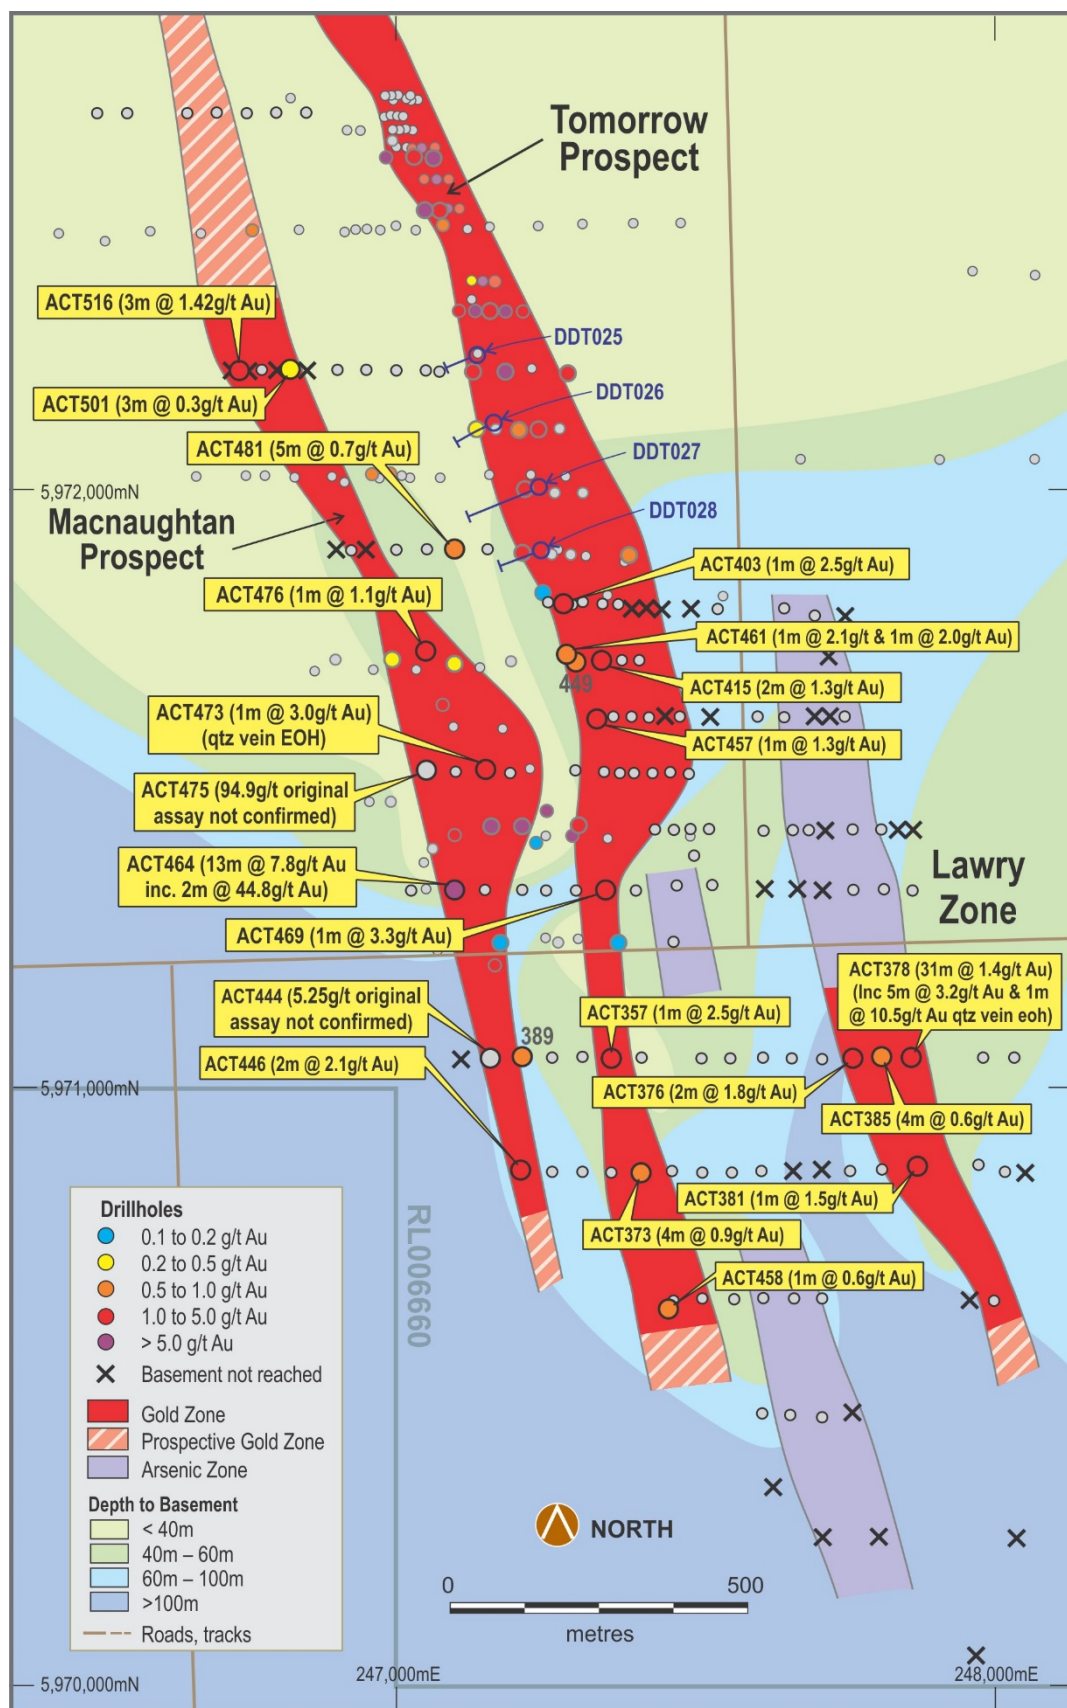 Tomorrow
Prospect
ACT516 (3m @ 1.42g/t Au)
DDT025
ACT501 (3m @ 0.3g/t Au)
DDT026
ACT481 (5m @ 0.7g/t Au)
DDT027
5,972,000mN
Macnaughtan
Prospect
DDT028
ACT403 (1m @ 2.5g/t Au)
ACT476 (1m @ 1.1g/t Au)
ACT461 (1m @ 2.1g/t & 1m @ 2.0g/t Au)
449
ACT415 (2m @ 1.3g/t Au)
ACT473 (1m @ 3.0g/t Au)
(qtz vein EOH)
ACT457 (1m @ 1.3g/t Au)
ACT475 (94.9g/t original
assay not confirmed)
ACT464 (13m @ 7.8g/t Au
inc. 2m @ 44.8g/t Au)
Lawry
Zone
ACT469 (1m @ 3.3g/t Au)
ACT378 (31m @ 1.4g/t Au)
(Inc 5m @ 3.2g/t Au & 1m
@ 10.5g/t Au qtz vein eoh)
ACT444 (5.25g/t original
assay not confirmed)
ACT357 (1m @ 2.5g/t Au)
389
ACT446 (2m @ 2.1g/t Au)
5,971,000mN
ACT376 (2m @ 1.8g/t Au)
ACT385 (4m @ 0.6g/t Au)
ACT381 (1m @ 1.5g/t Au)
ACT373 (4m @ 0.9g/t Au)
ACT458 (1m @ 0.6g/t Au)
RL006660
Drillholes
0.1 to 0.2 g/t Au
0.2 to 0.5 g/t Au
0.5 to 1.0 g/t Au
1.0 to 5.0 g/t Au
> 5.0 g/t Au
Basement not reached
Gold Zone
Prospective Gold Zone
Arsenic Zone
Depth to Basement
< 40m
40m – 60m
60m – 100m
>100m
Roads, tracks
NORTH
0 500
metres
5,970,000mN
247,000mE
248,000mE